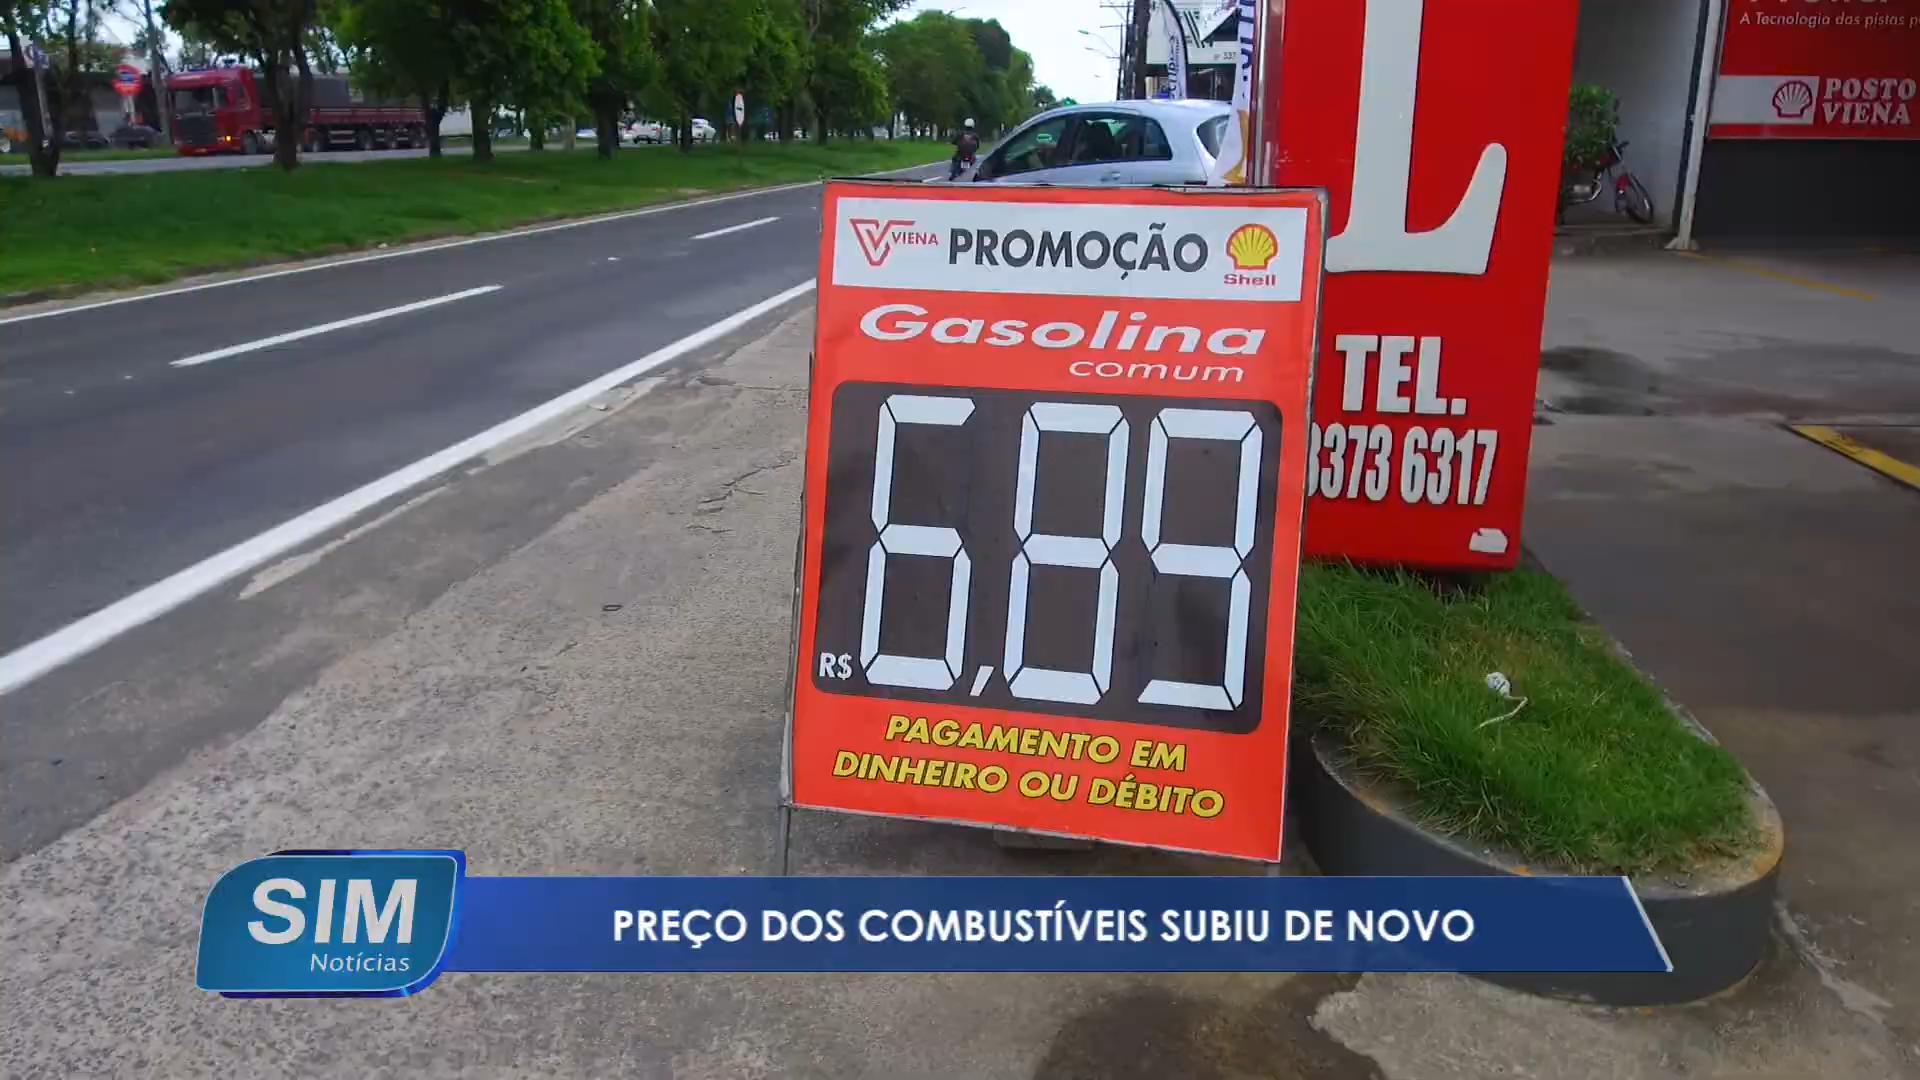 A Tecnologia das pistas
POSTO
VIENA
VIENA
PROMOÇÃO
Shell
Gasolina
comum
R$ 6,89
PAGAMENTO EM
DINHEIRO OU DÉBITO
L
TEL.
3373 6317
SIM
Notícias
PREÇO DOS COMBUSTÍVEIS SUBIU DE NOVO